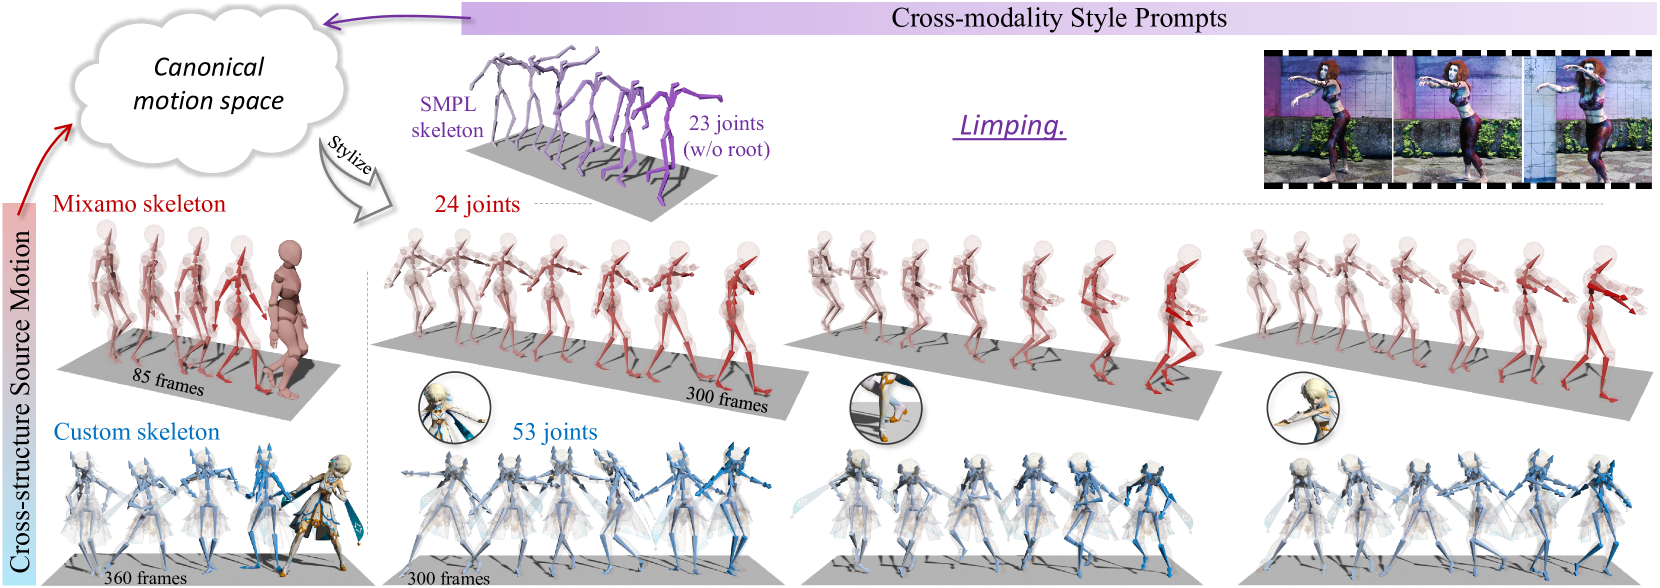 Cross-modality Style Prompts
Canonical
motion space
SMPL
skeleton
23 joints
(w/o root)
Limping.
Stylize
Cross-structure Source Motion
Mixamo skeleton
24 joints
85 frames
300 frames
Custom skeleton
53 joints
360 frames
300 frames